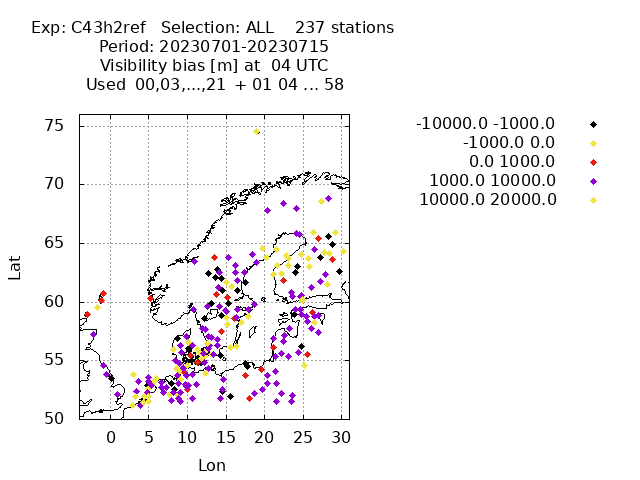 Exp: C43h2ref   Selection: ALL    237 stations
Period: 20230701-20230715
Visibility bias [m] at  04 UTC
Used  00,03,...,21  + 01 04 ... 58
-10000.0 -1000.0
-1000.0 0.0
0.0 1000.0
1000.0 10000.0
10000.0 20000.0
75
70
65
60
55
50
Lat
0 5 10 15 20 25 30
Lon